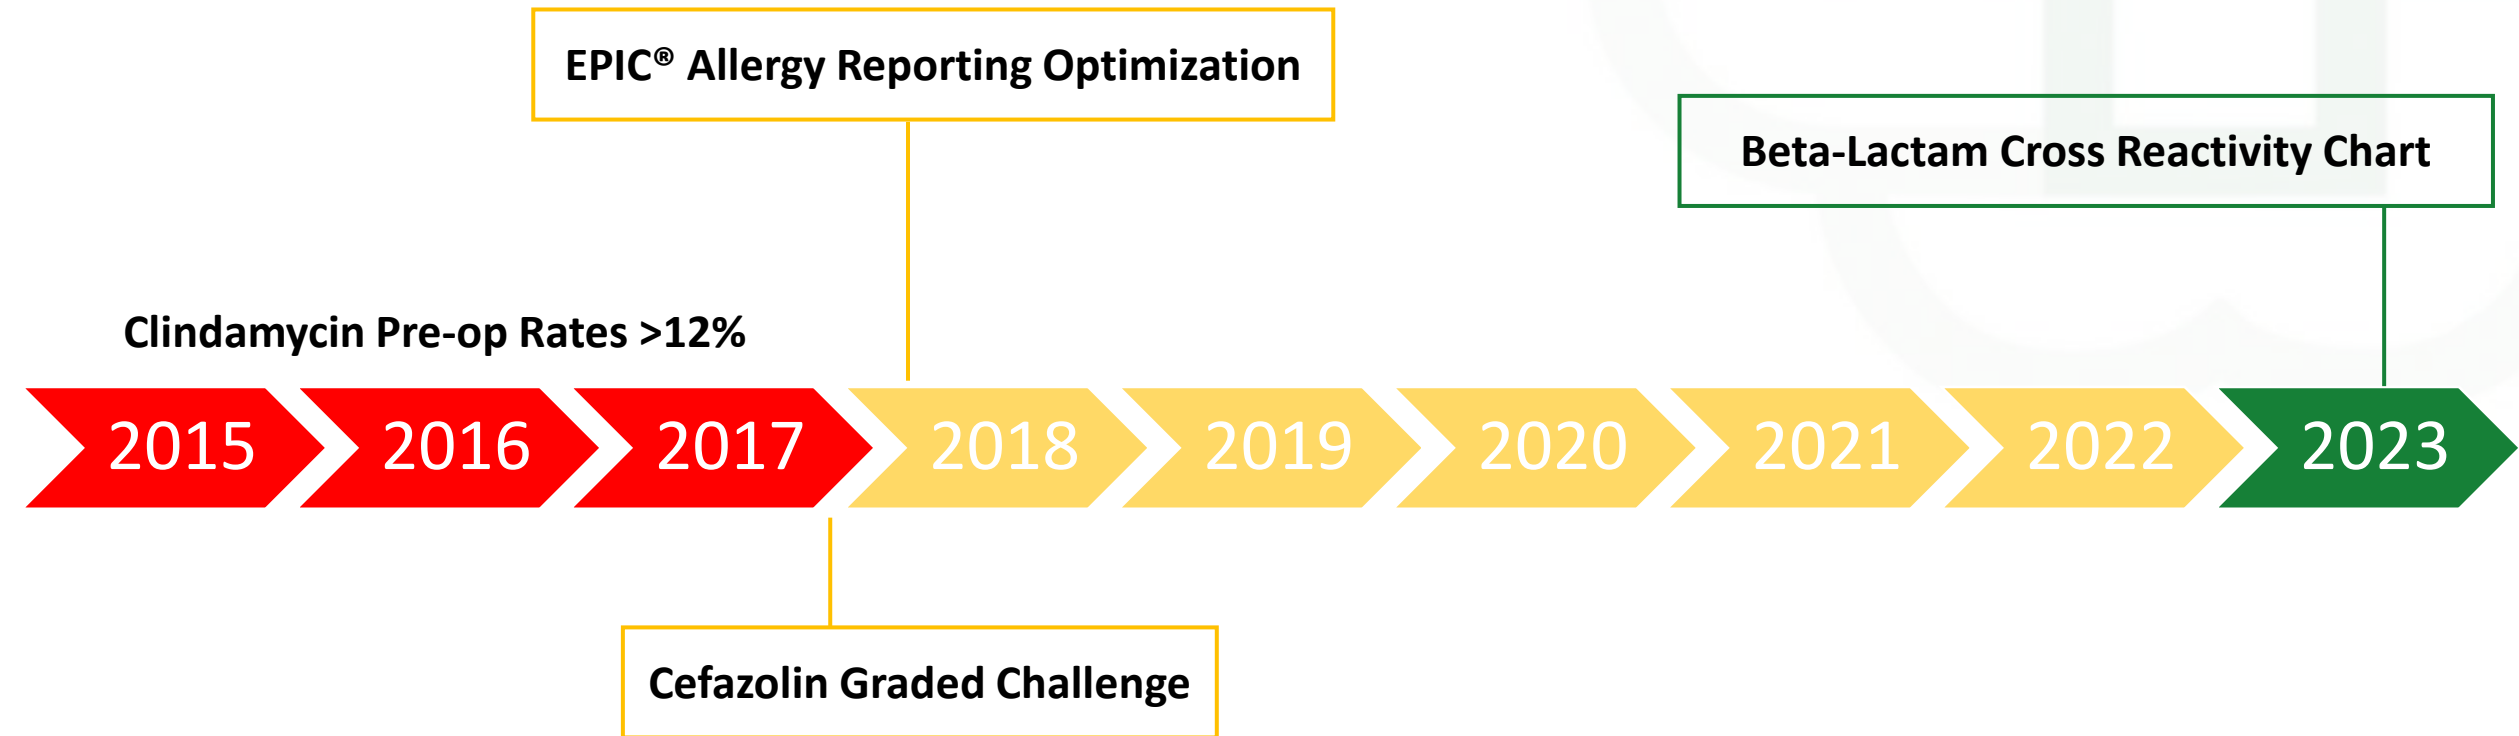 EPIC® Allergy Reporting Optimization
Beta-Lactam Cross Reactivity Chart
Clindamycin Pre-op Rates >12%
2015 2016 2017 2018 2019 2020 2021 2022 2023
Cefazolin Graded Challenge